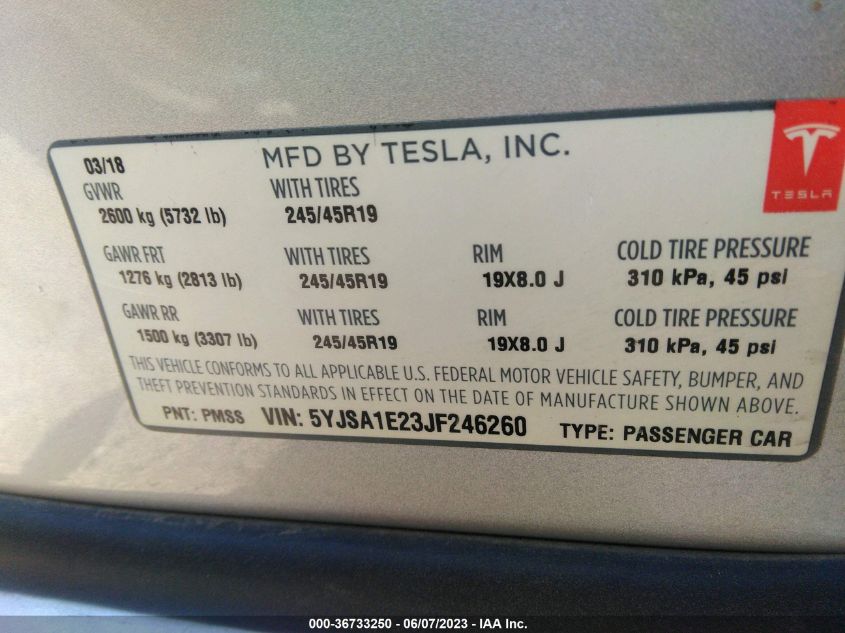 03/18 MFD BY TESLA, INC.
TESLA
GVWR WITH TIRES
2600 kg (5732 lb) 245/45R19
GAWR FRT WITH TIRES RIM COLD TIRE PRESSURE
1276 kg (2813 lb) 245/45R19 19X8.0 J 310 kPa, 45 psi
GAWR RR WITH TIRES RIM COLD TIRE PRESSURE
1500 kg (3307 lb) 245/45R19 19X8.0 J 310 kPa, 45 psi
THIS VEHICLE CONFORMS TO ALL APPLICABLE U.S. FEDERAL MOTOR VEHICLE SAFETY, BUMPER, AND
THEFT PREVENTION STANDARDS IN EFFECT ON THE DATE OF MANUFACTURE SHOWN ABOVE.
PNT: PMSS VIN: 5YJSA1E23JF246260 TYPE: PASSENGER CAR
000-36733250 - 06/07/2023 - IAA Inc.